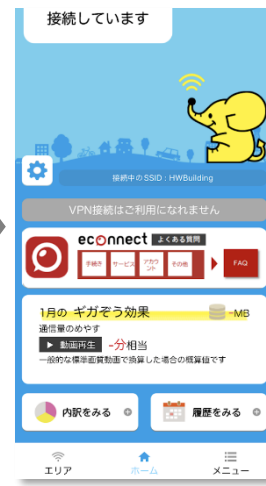 接続しています
接続中のSSID : HWBuilding
VPN接続はご利用になれません
econnect よくある質問
手続き サービス アカウント その他 FAQ
1月の ギガぞう効果 -MB
通信量のめやす
▶ 動画再生 -分相当
一般的な標準画質動画で換算した場合の概算値です
内訳をみる 履歴をみる
エリア ホーム メニュー